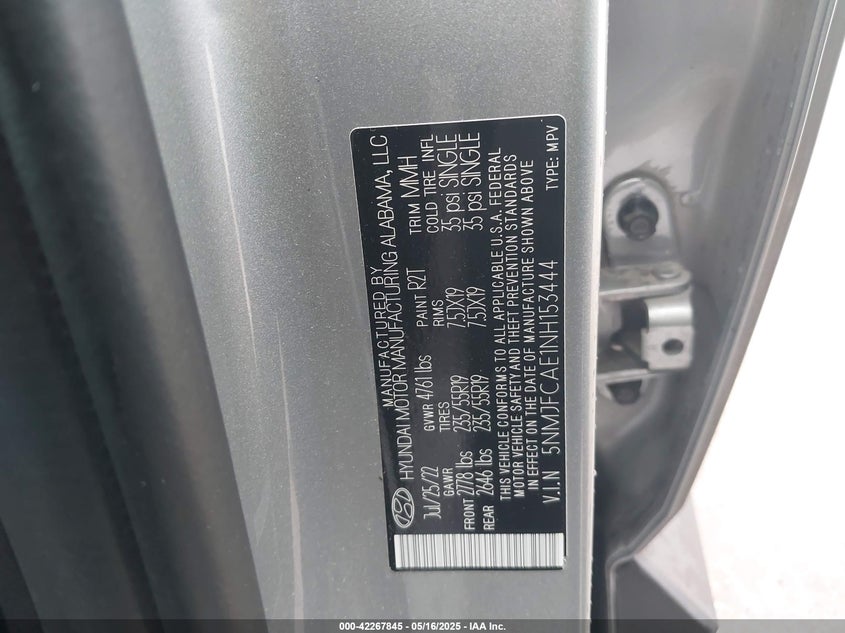 MANUFACTURED BY
HYUNDAI MOTOR MANUFACTURING ALABAMA, LLC
Jul/25/22 GVWR 4761 lbs PAINT R2T TRIM MMH
GAWR TIRES RIMS COLD TIRE INFL
FRONT 2778 lbs 235/55R19 7.5JX19 35 psi SINGLE
REAR 2646 lbs 235/55R19 7.5JX19 35 psi SINGLE
THIS VEHICLE CONFORMS TO ALL APPLICABLE U.S.A. FEDERAL
MOTOR VEHICLE SAFETY AND THEFT PREVENTION STANDARDS
IN EFFECT ON THE DATE OF MANUFACTURE SHOWN ABOVE
V.I.N 5NMJFCAE1NH153444 TYPE: MPV
000-42267845 - 05/16/2025 - IAA Inc.